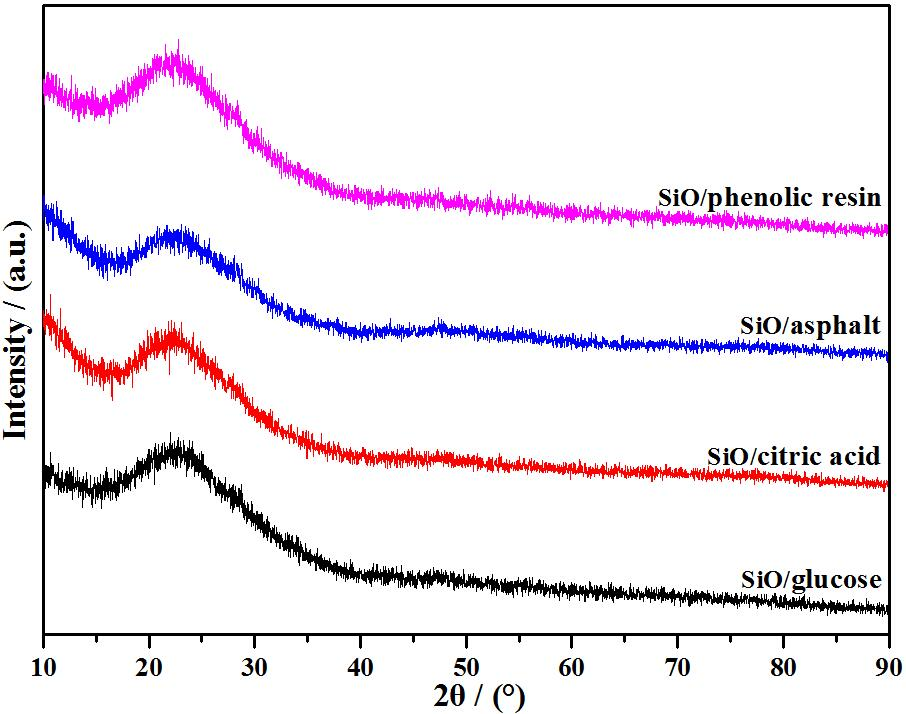 SiO/phenolic resin
SiO/asphalt
SiO/citric acid
SiO/glucose
Intensity / (a.u.)
10 20 30 40 50 60 70 80 90
2θ / (°)